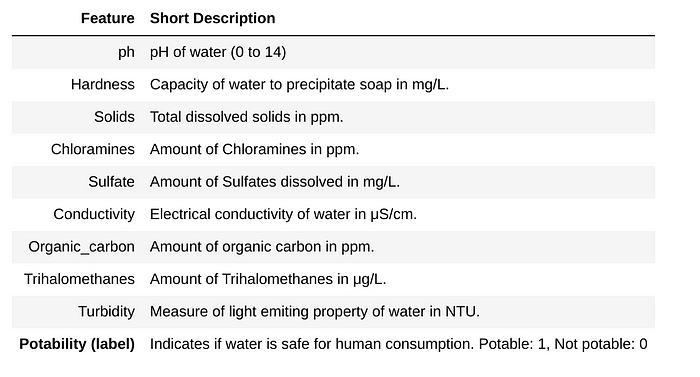 Feature Short Description
ph pH of water (0 to 14)
Hardness Capacity of water to precipitate soap in mg/L.
Solids Total dissolved solids in ppm.
Chloramines Amount of Chloramines in ppm.
Sulfate Amount of Sulfates dissolved in mg/L.
Conductivity Electrical conductivity of water in μS/cm.
Organic_carbon Amount of organic carbon in ppm.
Trihalomethanes Amount of Trihalomethanes in μg/L.
Turbidity Measure of light emiting property of water in NTU.
Potability (label) Indicates if water is safe for human consumption. Potable: 1, Not potable: 0